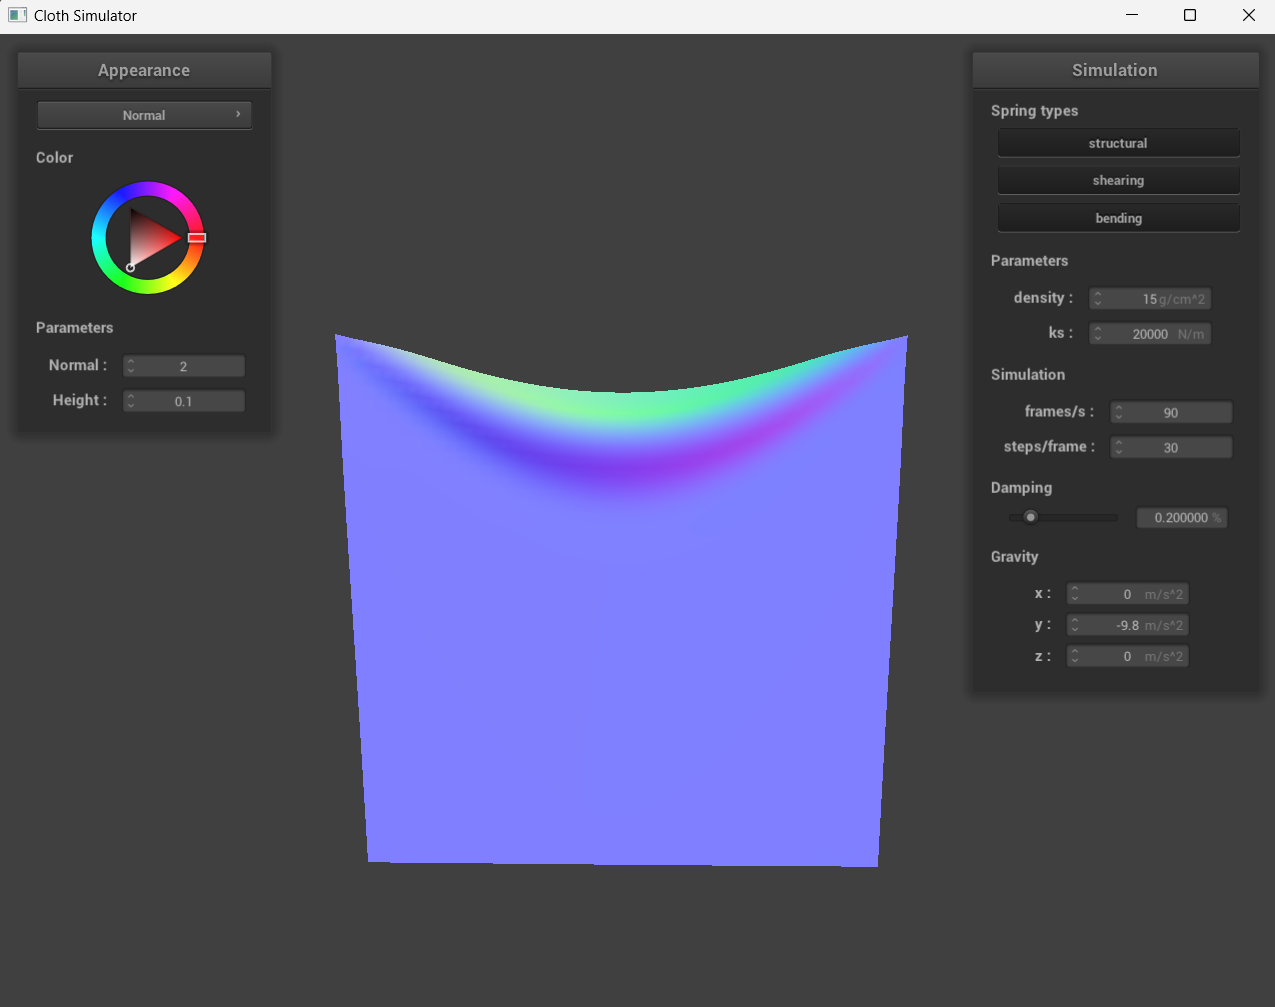 Cloth Simulator
Appearance
Normal
Color
Parameters
Normal : 2
Height : 0.1
Simulation
Spring types
structural
shearing
bending
Parameters
density : 15 g/cm^2
ks : 20000 N/m
Simulation
frames/s : 90
steps/frame : 30
Damping
0.200000 %
Gravity
x : 0 m/s^2
y : -9.8 m/s^2
z : 0 m/s^2